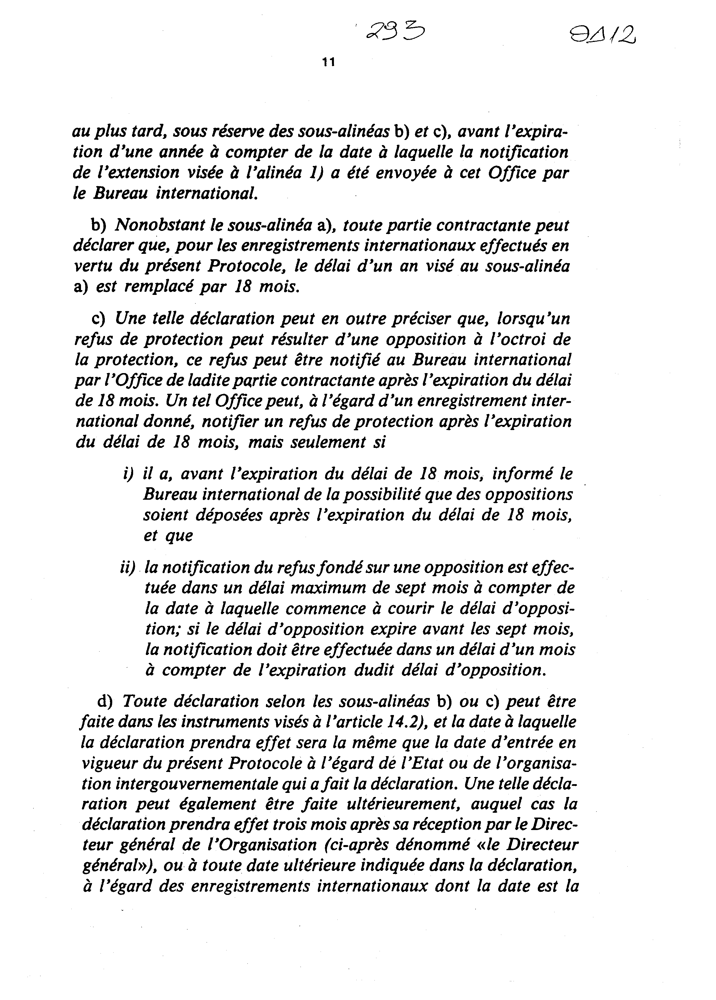 293 ΘΔ12
11
au plus tard, sous réserve des sous-alinéas b) et c), avant l'expira-
tion d'une année à compter de la date à laquelle la notification
de l'extension visée à l'alinéa 1) a été envoyée à cet Office par
le Bureau international.
b) Nonobstant le sous-alinéa a), toute partie contractante peut
déclarer que, pour les enregistrements internationaux effectués en
vertu du présent Protocole, le délai d'un an visé au sous-alinéa
a) est remplacé par 18 mois.
c) Une telle déclaration peut en outre préciser que, lorsqu'un
refus de protection peut résulter d'une opposition à l'octroi de
la protection, ce refus peut être notifié au Bureau international
par l'Office de ladite partie contractante après l'expiration du délai
de 18 mois. Un tel Office peut, à l'égard d'un enregistrement inter-
national donné, notifier un refus de protection après l'expiration
du délai de 18 mois, mais seulement si
i) il a, avant l'expiration du délai de 18 mois, informé le
Bureau international de la possibilité que des oppositions
soient déposées après l'expiration du délai de 18 mois,
et que
ii) la notification du refus fondé sur une opposition est effec-
tuée dans un délai maximum de sept mois à compter de
la date à laquelle commence à courir le délai d'opposi-
tion; si le délai d'opposition expire avant les sept mois,
la notification doit être effectuée dans un délai d'un mois
à compter de l'expiration dudit délai d'opposition.
d) Toute déclaration selon les sous-alinéas b) ou c) peut être
faite dans les instruments visés à l'article 14.2), et la date à laquelle
la déclaration prendra effet sera la même que la date d'entrée en
vigueur du présent Protocole à l'égard de l'Etat ou de l'organisa-
tion intergouvernementale qui a fait la déclaration. Une telle décla-
ration peut également être faite ultérieurement, auquel cas la
déclaration prendra effet trois mois après sa réception par le Direc-
teur général de l'Organisation (ci-après dénommé «le Directeur
général»), ou à toute date ultérieure indiquée dans la déclaration,
à l'égard des enregistrements internationaux dont la date est la